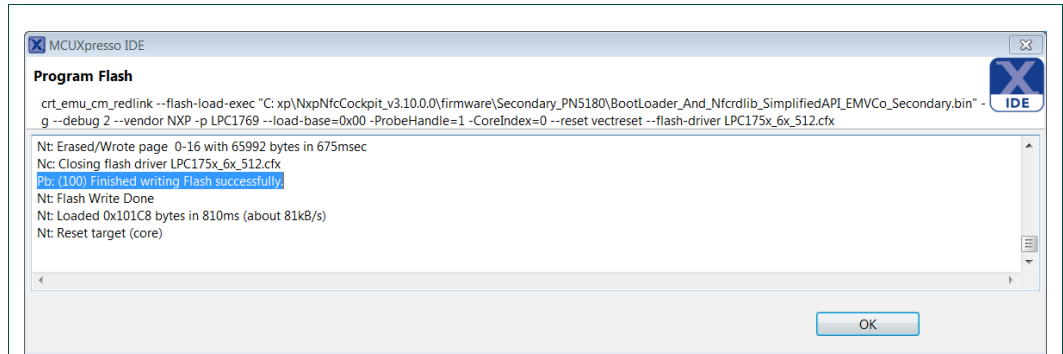 MCUXpresso IDE
Program Flash
crt_emu_cm_redlink --flash-load-exec "C: xp\NxpNfcCockpit_v3.10.0.0\firmware\Secondary_PN5180\BootLoader_And_Nfcrdlib_SimplifiedAPI_EMVCo_Secondary.bin" -
g --debug 2 --vendor NXP -p LPC1769 --load-base=0x00 -ProbeHandle=1 -CoreIndex=0 --reset vectreset --flash-driver LPC175x_6x_512.cfx
IDE
Nt: Erased/Wrote page 0-16 with 65992 bytes in 675msec
Nc: Closing flash driver LPC175x_6x_512.cfx
Pb: (100) Finished writing Flash successfully.
Nt: Flash Write Done
Nt: Loaded 0x101C8 bytes in 810ms (about 81kB/s)
Nt: Reset target (core)
OK